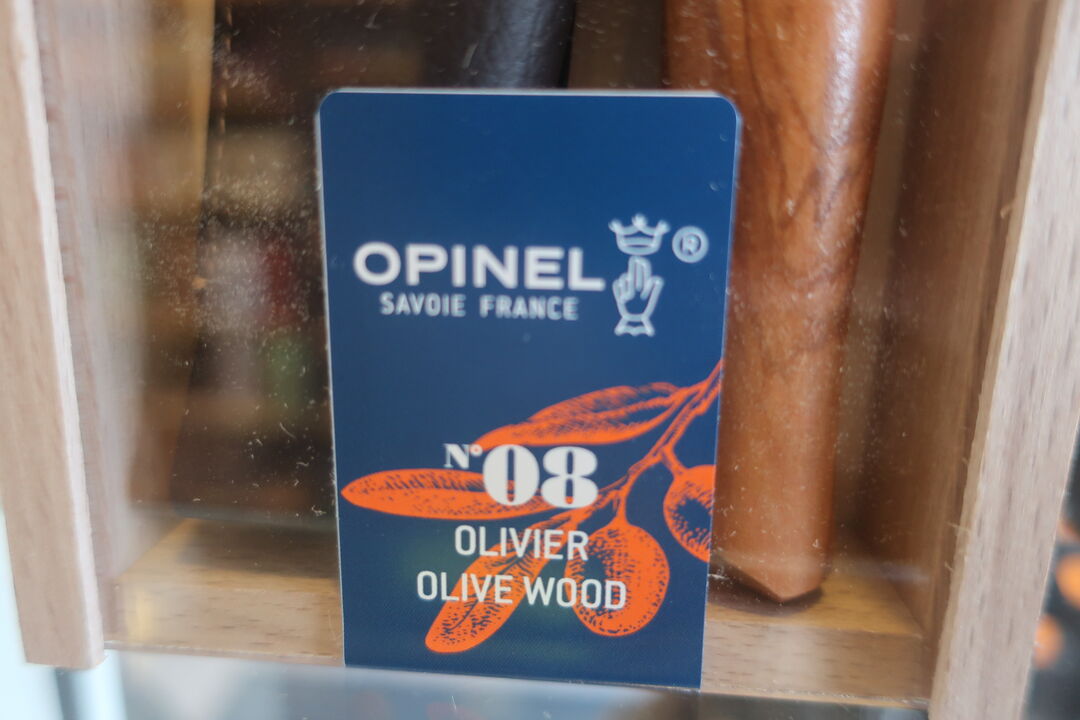 OPINEL ®
SAVOIE FRANCE
N° 08
OLIVIER
OLIVE WOOD